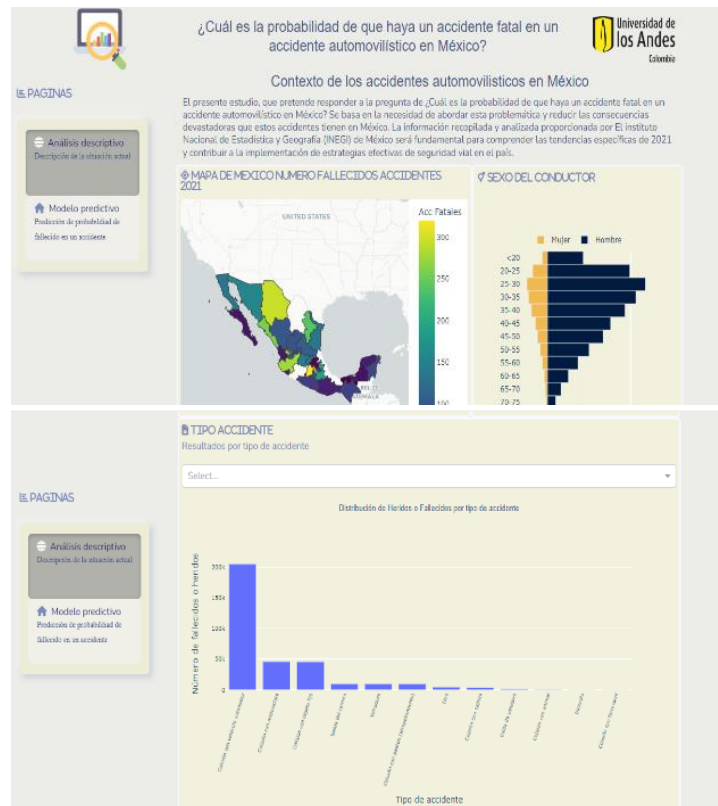 ¿Cuál es la probabilidad de que haya un accidente fatal en un
accidente automovilístico en México?
Universidad de
los Andes
Colombia
PAGINAS
Análisis descriptivo
Descripción de la situación actual
Modelo predictivo
Predicción de probabilidad de
fallecido en un accidente
Contexto de los accidentes automovilisticos en México
El presente estudio, que pretende responder a la pregunta de ¿Cuál es la probabilidad de que haya un accidente fatal en un
accidente automovilístico en México? Se basa en la necesidad de abordar esta problemática y reducir las consecuencias
devastadoras que estos accidentes tienen en México. La información recopilada y analizada proporcionada por El instituto
Nacional de Estadística y Geografía (INEGI) de México será fundamental para comprender las tendencias específicas de 2021
y contribuir a la implementación de estrategias efectivas de seguridad vial en el país.
MAPA DE MEXICO NUMERO FALLECIDOS ACCIDENTES
2021
UNITED STATES
Acc Fatales
300
250
200
150
100
SEXO DEL CONDUCTOR
Mujer Hombre
<20
20-25
25-30
30-35
35-40
40-45
45-50
50-55
55-60
60-65
65-70
70-75
TIPO ACCIDENTE
Resultados por tipo de accidente
Select...
PAGINAS
Análisis descriptivo
Descripción de la situación actual
Modelo predictivo
Predicción de probabilidad de
fallecido en un accidente
Distribución de Heridos o Fallecidos por tipo de accidente
Número de fallecidos o heridos
200k
150k
100k
50k
0
Tipo de accidente